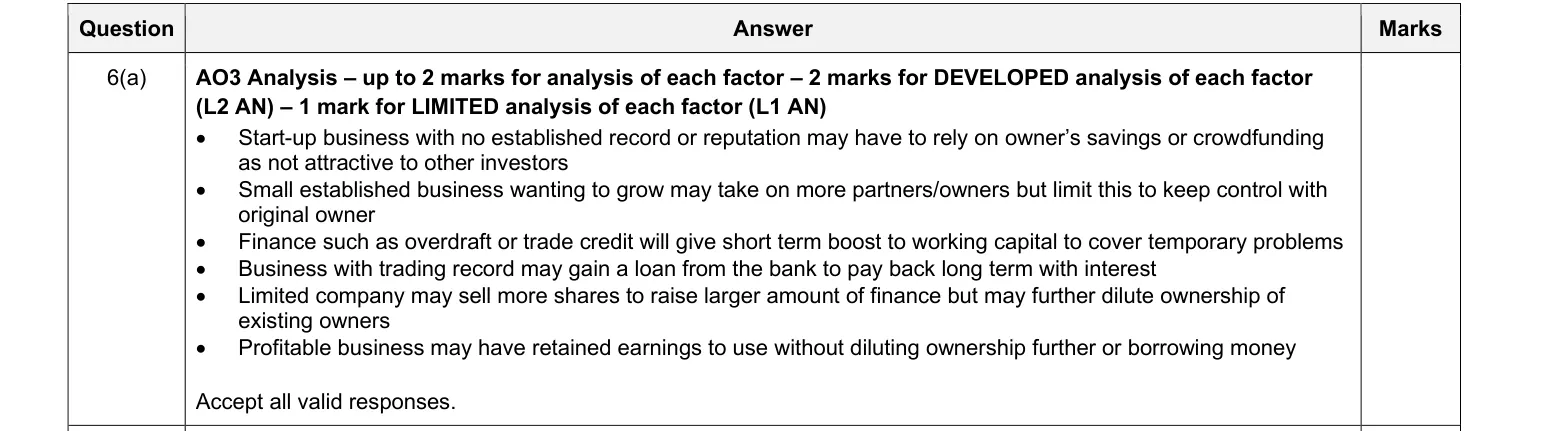 Question Answer Marks
6(a) AO3 Analysis – up to 2 marks for analysis of each factor – 2 marks for DEVELOPED analysis of each factor
(L2 AN) – 1 mark for LIMITED analysis of each factor (L1 AN)
• Start-up business with no established record or reputation may have to rely on owner’s savings or crowdfunding
as not attractive to other investors
• Small established business wanting to grow may take on more partners/owners but limit this to keep control with
original owner
• Finance such as overdraft or trade credit will give short term boost to working capital to cover temporary problems
• Business with trading record may gain a loan from the bank to pay back long term with interest
• Limited company may sell more shares to raise larger amount of finance but may further dilute ownership of
existing owners
• Profitable business may have retained earnings to use without diluting ownership further or borrowing money
Accept all valid responses.